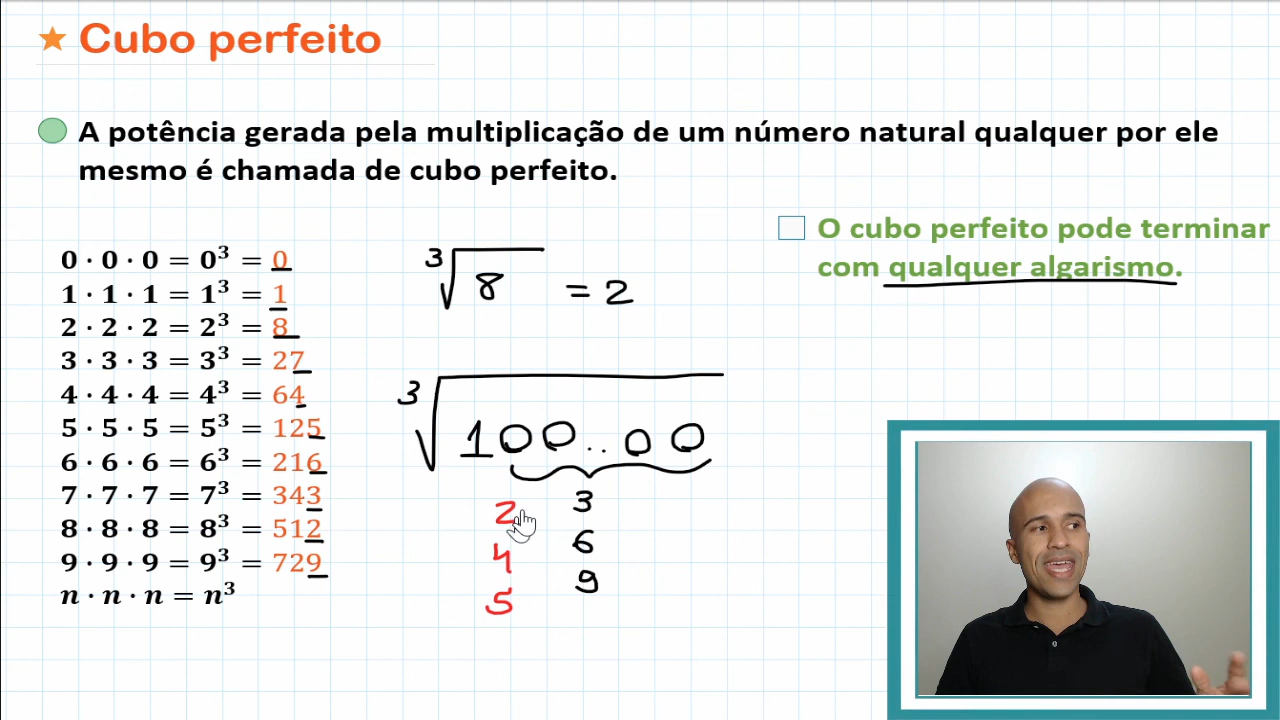 Cubo perfeito
A potência gerada pela multiplicação de um número natural qualquer por ele
mesmo é chamada de cubo perfeito.
O cubo perfeito pode terminar
com qualquer algarismo.
0 · 0 · 0 = 0³ = 0
1 · 1 · 1 = 1³ = 1
2 · 2 · 2 = 2³ = 8
3 · 3 · 3 = 3³ = 27
4 · 4 · 4 = 4³ = 64
5 · 5 · 5 = 5³ = 125
6 · 6 · 6 = 6³ = 216
7 · 7 · 7 = 7³ = 343
8 · 8 · 8 = 8³ = 512
9 · 9 · 9 = 9³ = 729
n · n · n = n³
³√8 = 2
³√100..00
2 3
4 6
5 9